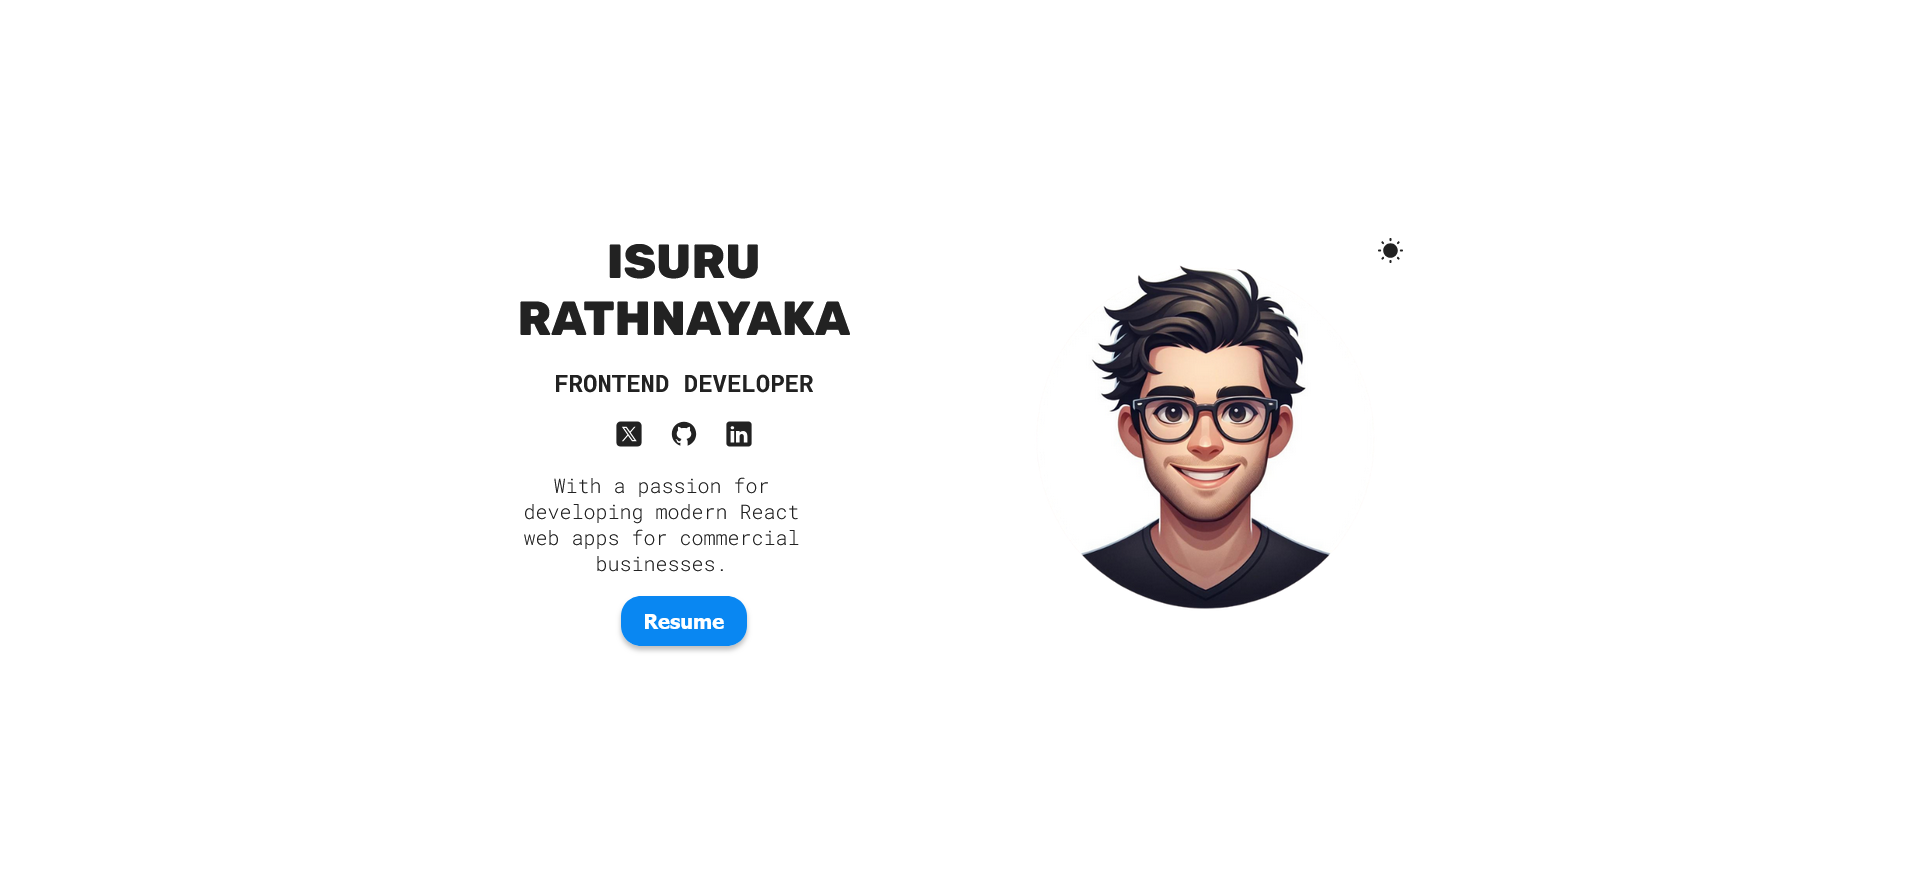 ISURU
RATHNAYAKA
FRONTEND DEVELOPER
With a passion for
developing modern React
web apps for commercial
businesses.
Resume